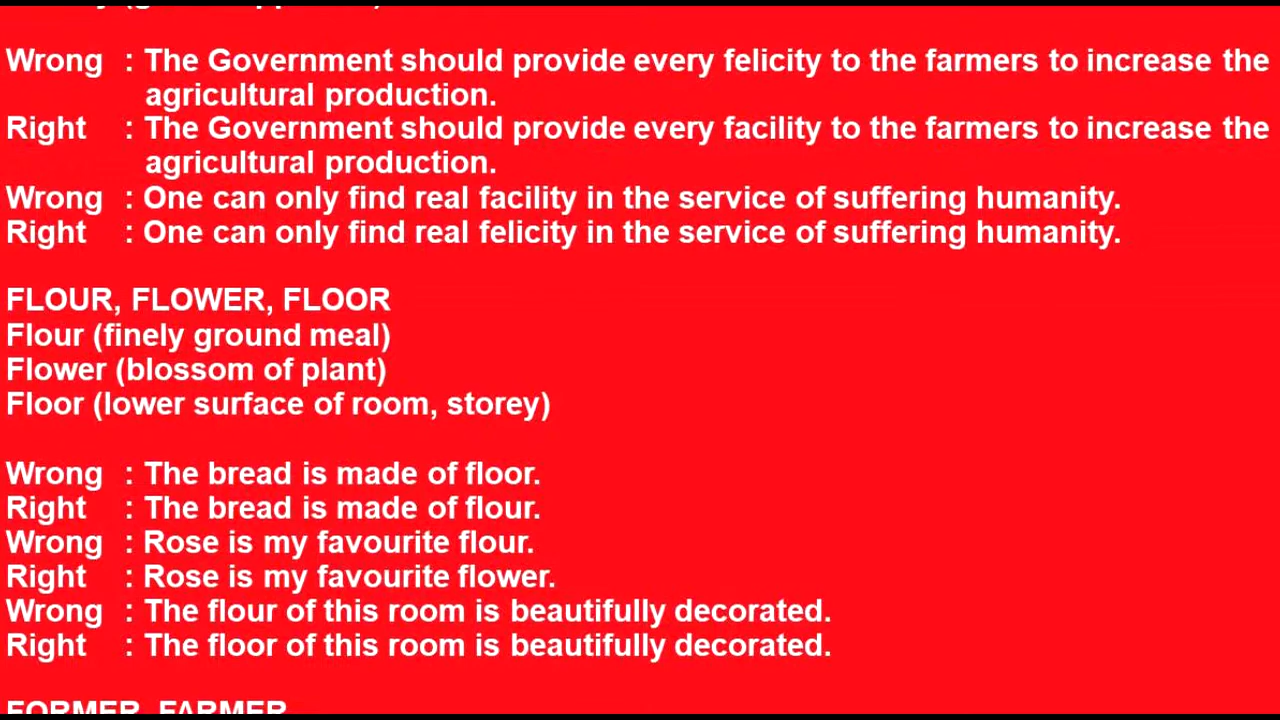 Wrong : The Government should provide every felicity to the farmers to increase the
agricultural production.
Right : The Government should provide every facility to the farmers to increase the
agricultural production.
Wrong : One can only find real facility in the service of suffering humanity.
Right : One can only find real felicity in the service of suffering humanity.
FLOUR, FLOWER, FLOOR
Flour (finely ground meal)
Flower (blossom of plant)
Floor (lower surface of room, storey)
Wrong : The bread is made of floor.
Right : The bread is made of flour.
Wrong : Rose is my favourite flour.
Right : Rose is my favourite flower.
Wrong : The flour of this room is beautifully decorated.
Right : The floor of this room is beautifully decorated.
FORMER, FARMER